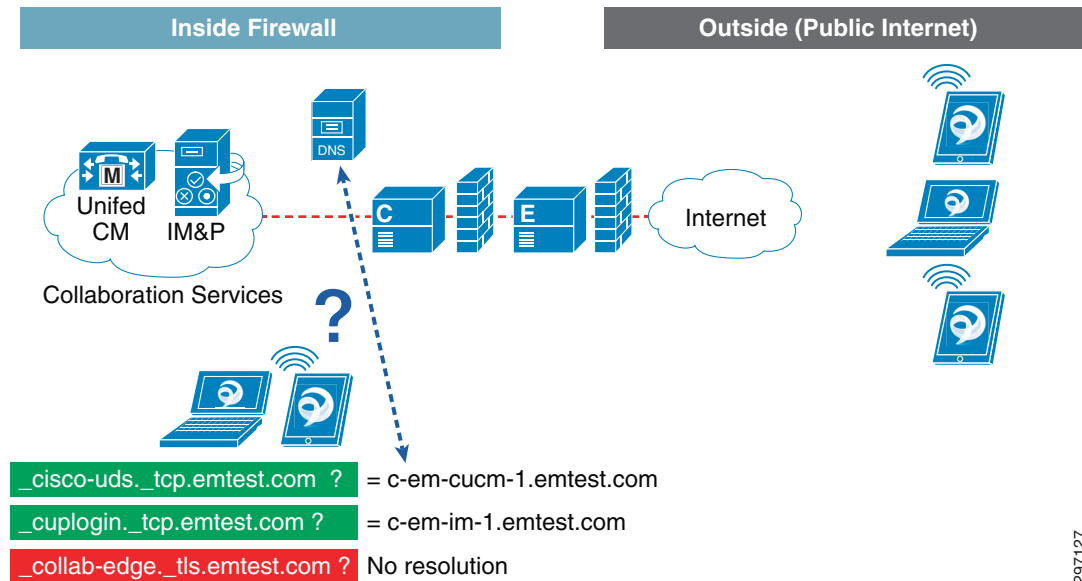 Inside Firewall
Outside (Public Internet)
DNS
M
Unifed
CM
IM&P
C
E
Internet
Collaboration Services
?
_cisco-uds._tcp.emtest.com ? = c-em-cucm-1.emtest.com
_cuplogin._tcp.emtest.com ? = c-em-im-1.emtest.com
_collab-edge._tls.emtest.com ? No resolution